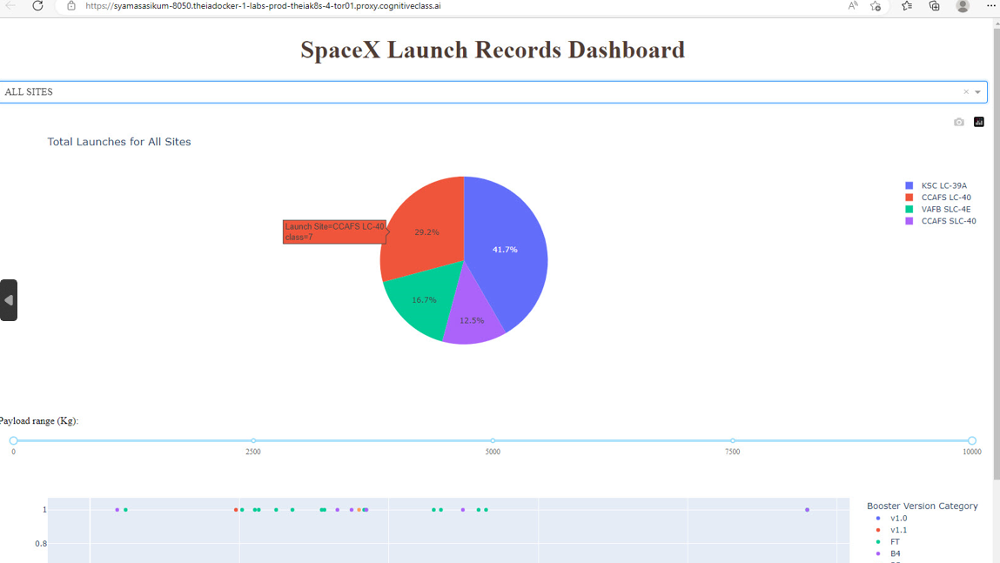 https://syamasasikum-8050.theiadocker-1-labs-prod-theiak8s-4-tor01.proxy.cognitiveclass.ai
SpaceX Launch Records Dashboard
ALL SITES
Total Launches for All Sites
KSC LC-39A
CCAFS LC-40
VAFB SLC-4E
CCAFS SLC-40
Launch Site=CCAFS LC-40
class=7
29.2%
41.7%
16.7%
12.5%
Payload range (Kg):
0 2500 5000 7500 10000
1
0.8
Booster Version Category
v1.0
v1.1
FT
B4